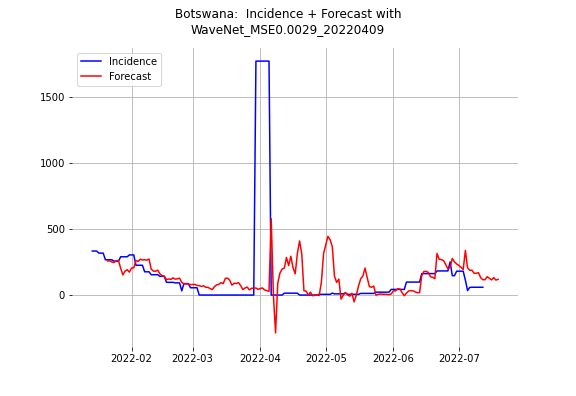 Botswana:  Incidence + Forecast with
WaveNet_MSE0.0029_20220409
Incidence
Forecast
1500
1000
500
0
2022-02 2022-03 2022-04 2022-05 2022-06 2022-07